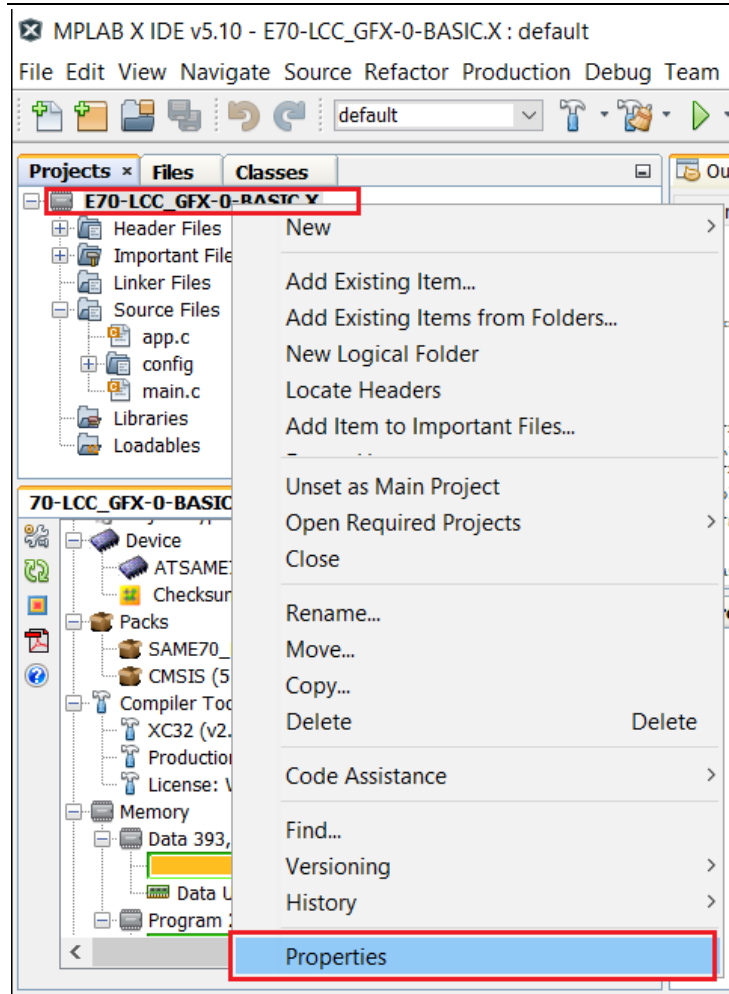 MPLAB X IDE v5.10 - E70-LCC_GFX-0-BASIC.X : default
File Edit View Navigate Source Refactor Production Debug Team
default
Projects × Files Classes
Ou
E70-LCC_GFX-0-BASIC.X
Header Files
Important File
Linker Files
Source Files
app.c
config
main.c
Libraries
Loadables
New
Add Existing Item...
Add Existing Items from Folders...
New Logical Folder
Locate Headers
Add Item to Important Files...
Unset as Main Project
Open Required Projects
Close
Rename...
Move...
Copy...
Delete Delete
Code Assistance
Find...
Versioning
History
Properties
70-LCC_GFX-0-BASIC
Device
ATSAME
Checksur
Packs
SAME70_
CMSIS (5
Compiler Too
XC32 (v2.
Production
License:
Memory
Data 393,
Data U
Program 2